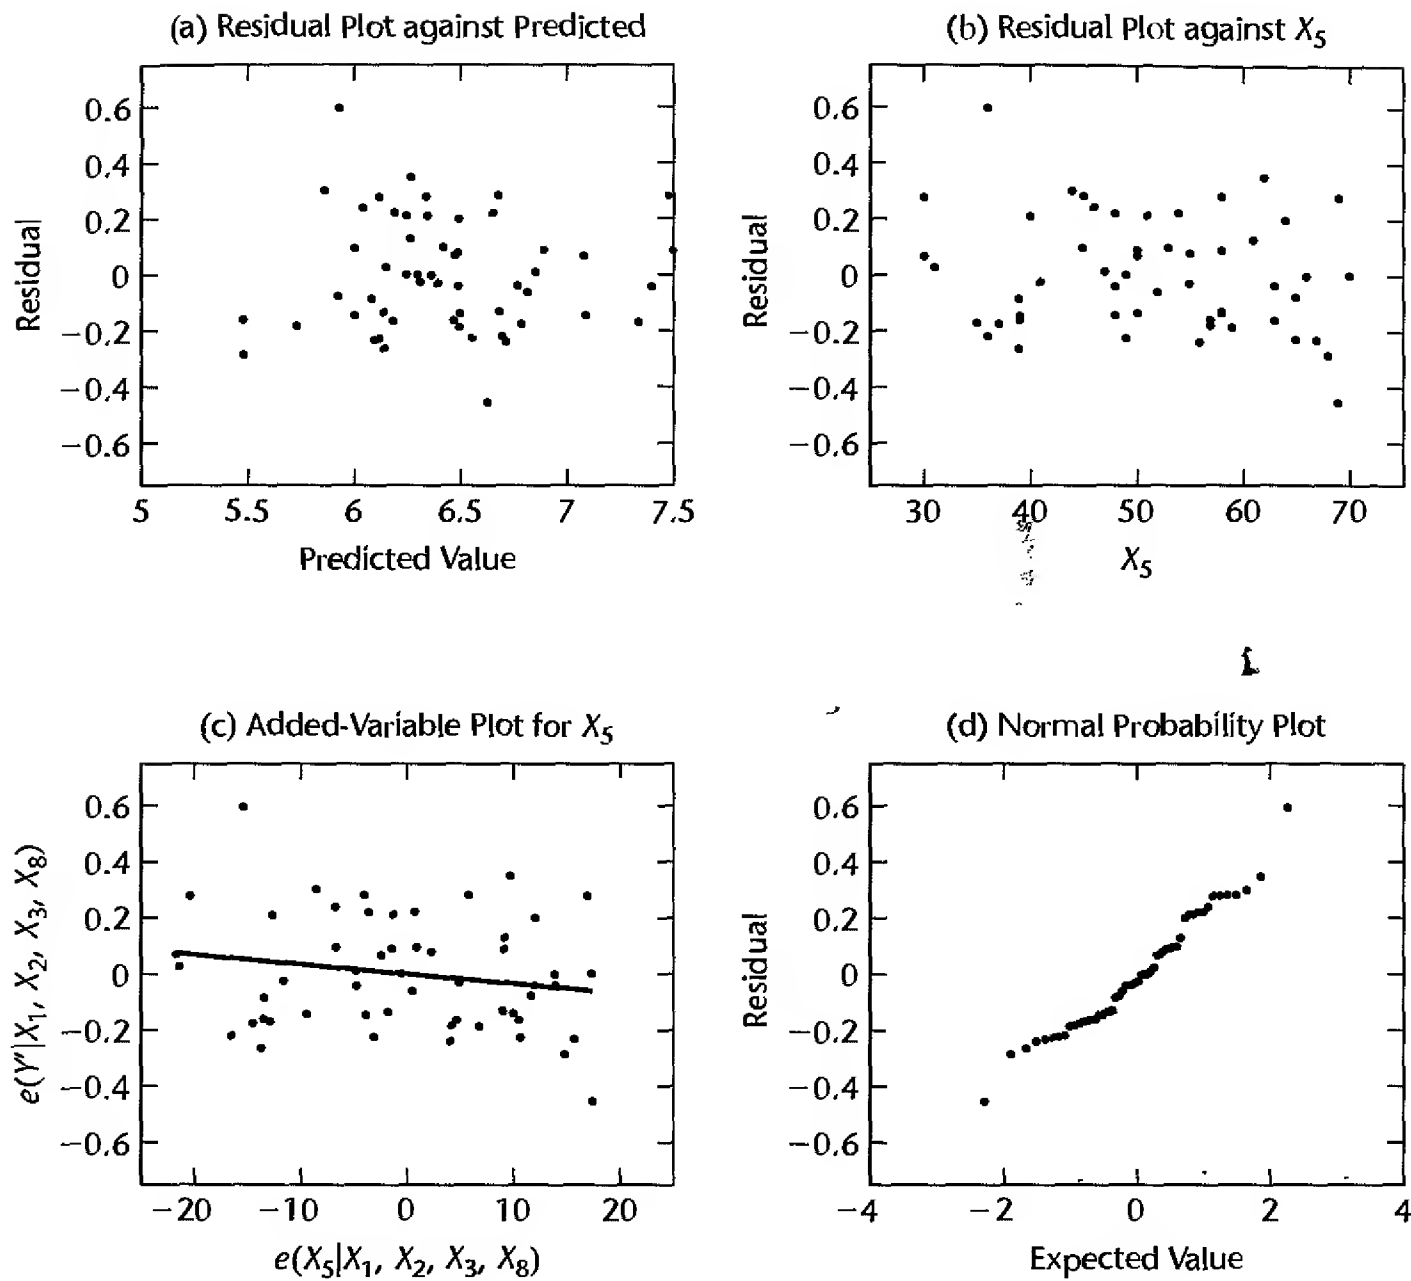 (a) Residual Plot against Predicted
0.6
0.4
0.2
0
−0.2
−0.4
−0.6
Residual
5 5.5 6 6.5 7 7.5
Predicted Value
(b) Residual Plot against X5
0.6
0.4
0.2
0
−0.2
−0.4
−0.6
Residual
30 40 50 60 70
X5
(c) Added-Variable Plot for X5
0.6
0.4
0.2
0
−0.2
−0.4
−0.6
e(Y′|X1, X2, X3, X8)
−20 −10 0 10 20
e(X5|X1, X2, X3, X8)
(d) Normal Probability Plot
0.6
0.4
0.2
0
−0.2
−0.4
−0.6
Residual
−4 −2 0 2 4
Expected Value